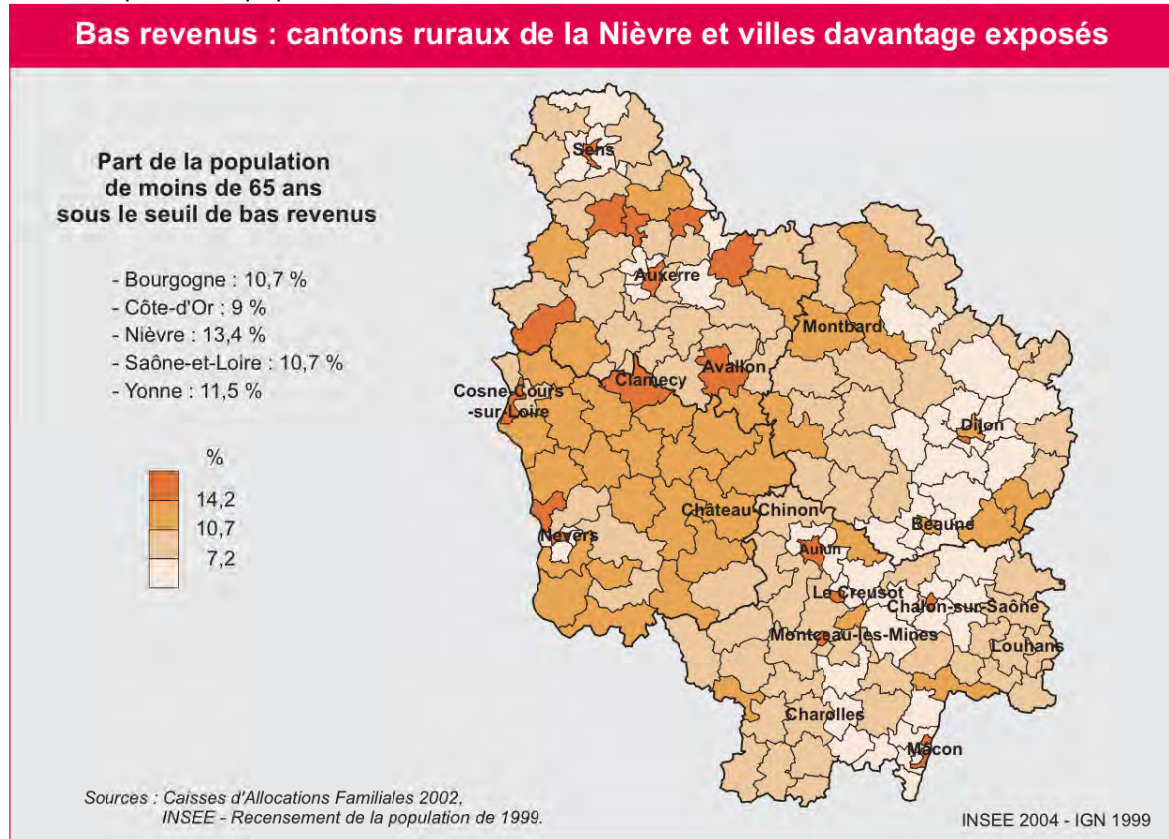 Bas revenus : cantons ruraux de la Nièvre et villes davantage exposés
Part de la population
de moins de 65 ans
sous le seuil de bas revenus
- Bourgogne : 10,7 %
- Côte-d'Or : 9 %
- Nièvre : 13,4 %
- Saône-et-Loire : 10,7 %
- Yonne : 11,5 %
%
14,2
10,7
7,2
Sens
Auxerre
Montbard
Avallon
Clamecy
Cosne-Cours
-sur-Loire
Dijon
Château-Chinon
Beaune
Nevers
Autun
Le Creusot
Chalon-sur-Saône
Montceau-les-Mines
Louhans
Charolles
Mâcon
Sources : Caisses d'Allocations Familiales 2002,
INSEE - Recensement de la population de 1999.
INSEE 2004 - IGN 1999